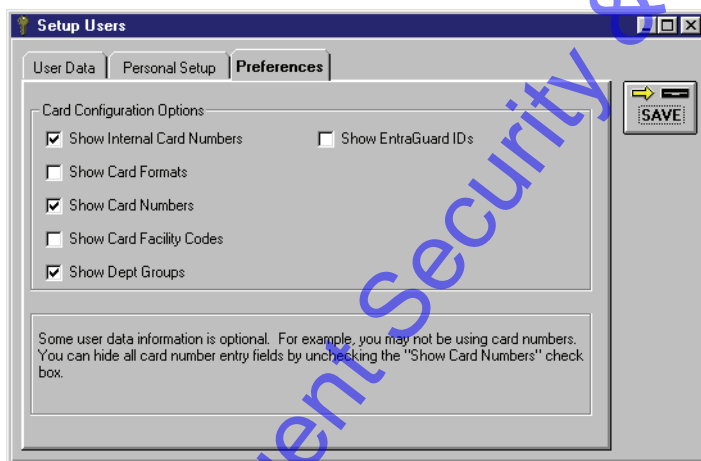 Setup Users
User Data
Personal Setup
Preferences
SAVE
Card Configuration Options
Show Internal Card Numbers
Show EntraGuard IDs
Show Card Formats
Show Card Numbers
Show Card Facility Codes
Show Dept Groups
Some user data information is optional.  For example, you may not be using card numbers.
You can hide all card number entry fields by unchecking the "Show Card Numbers" check
box.
ent Security &